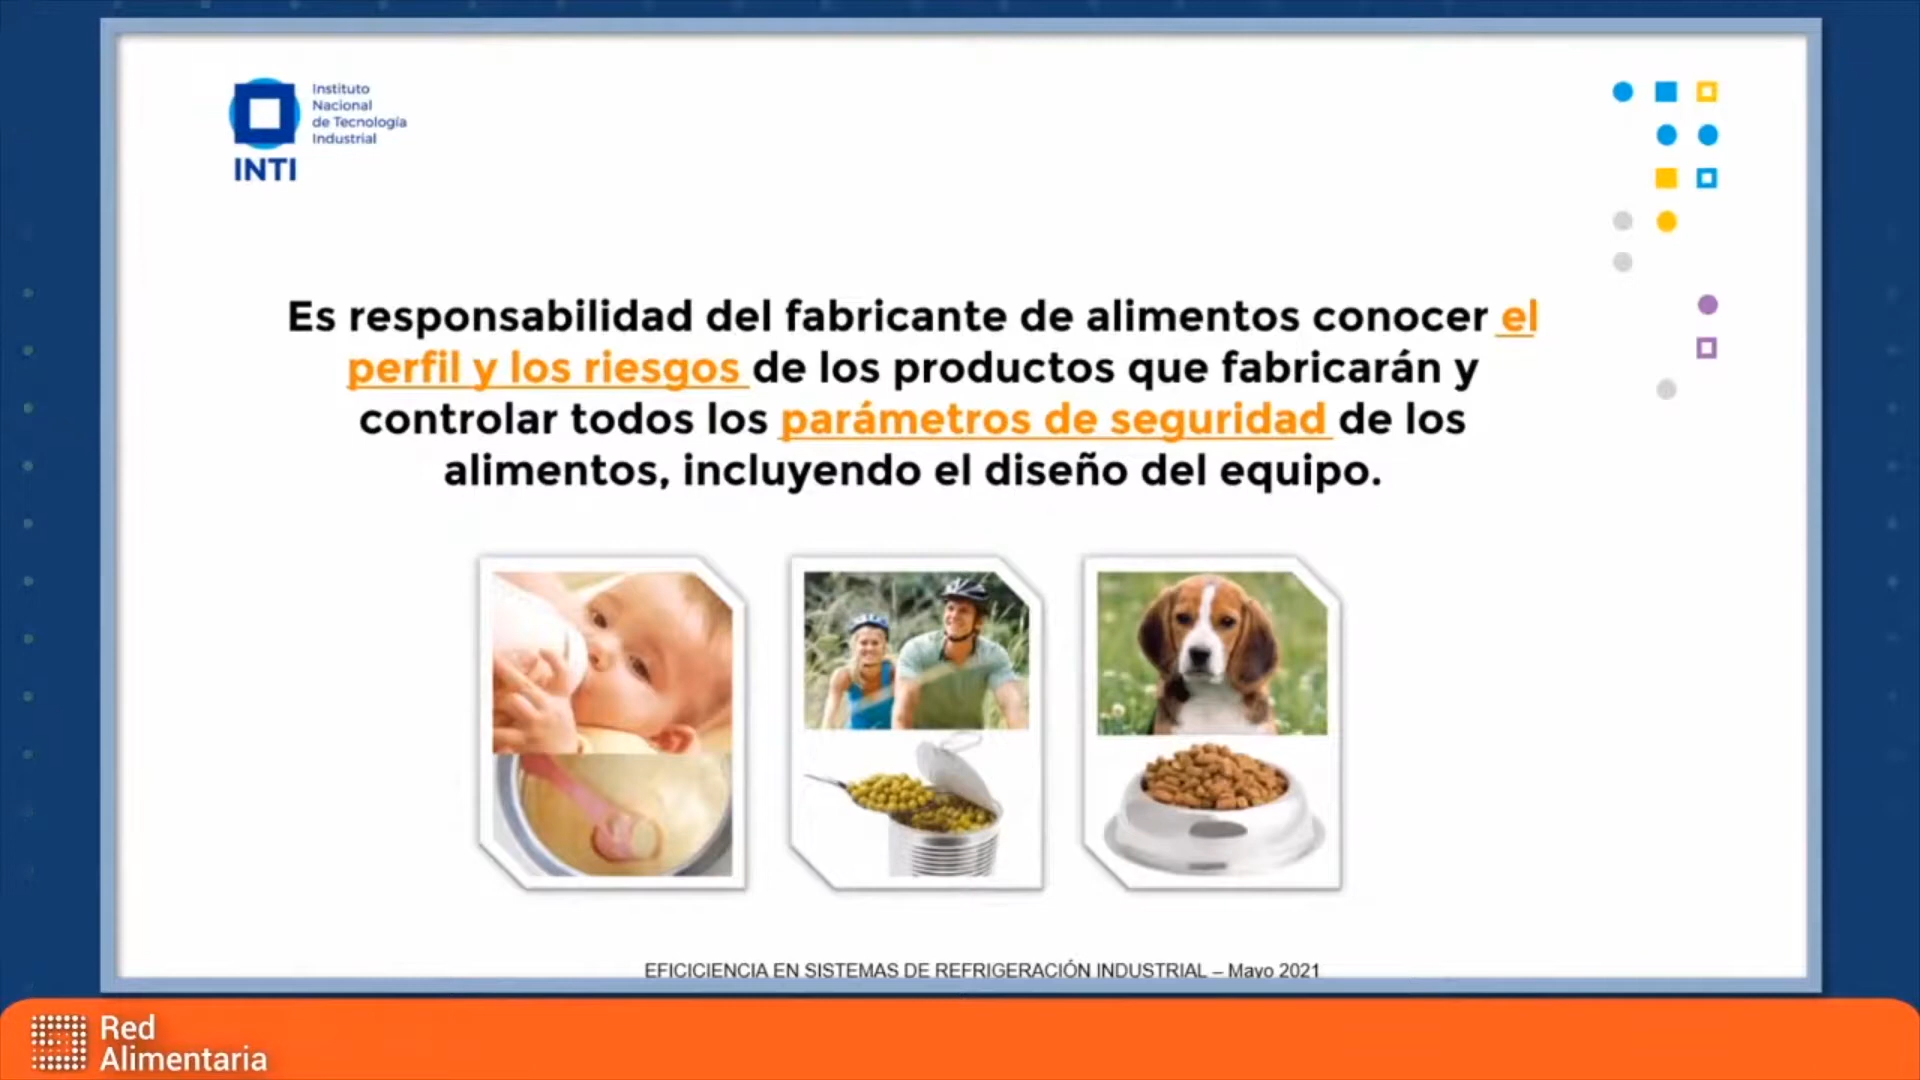 Instituto
Nacional
de Tecnología
Industrial
INTI
Es responsabilidad del fabricante de alimentos conocer el
perfil y los riesgos de los productos que fabricarán y
controlar todos los parámetros de seguridad de los
alimentos, incluyendo el diseño del equipo.
EFICICIENCIA EN SISTEMAS DE REFRIGERACIÓN INDUSTRIAL – Mayo 2021
Red
Alimentaria